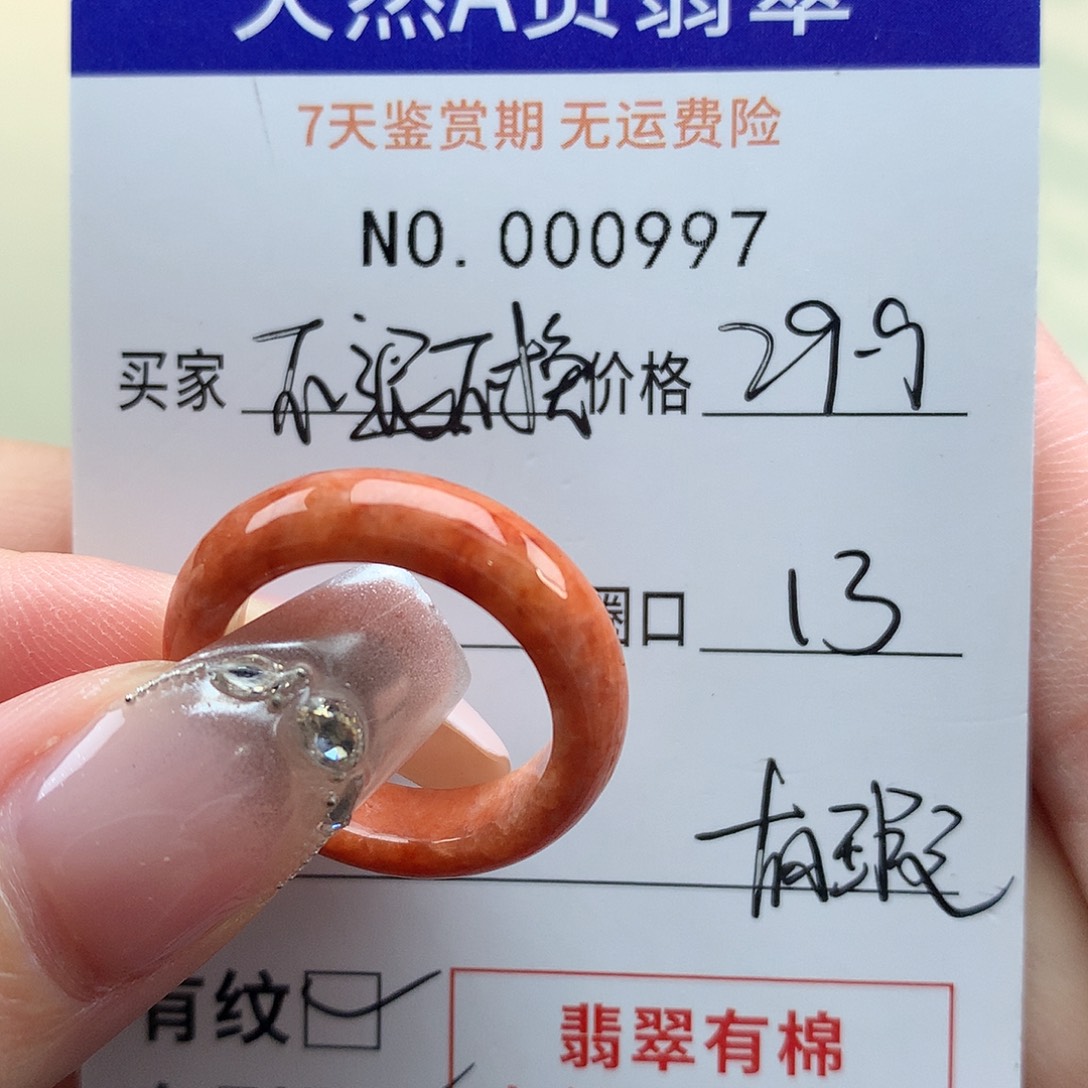 天然A货翡翠
7天鉴赏期 无运费险
NO.000997
买家 不退不换 价格 29-9
圈口 13
有瑕
有纹
翡翠有棉